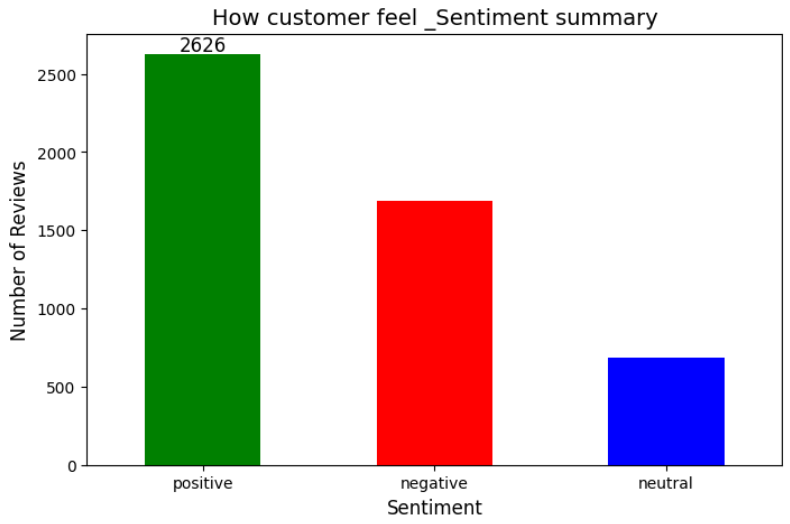 How customer feel _Sentiment summary
2626
2500
2000
1500
1000
500
0
Number of Reviews
positive negative neutral
Sentiment